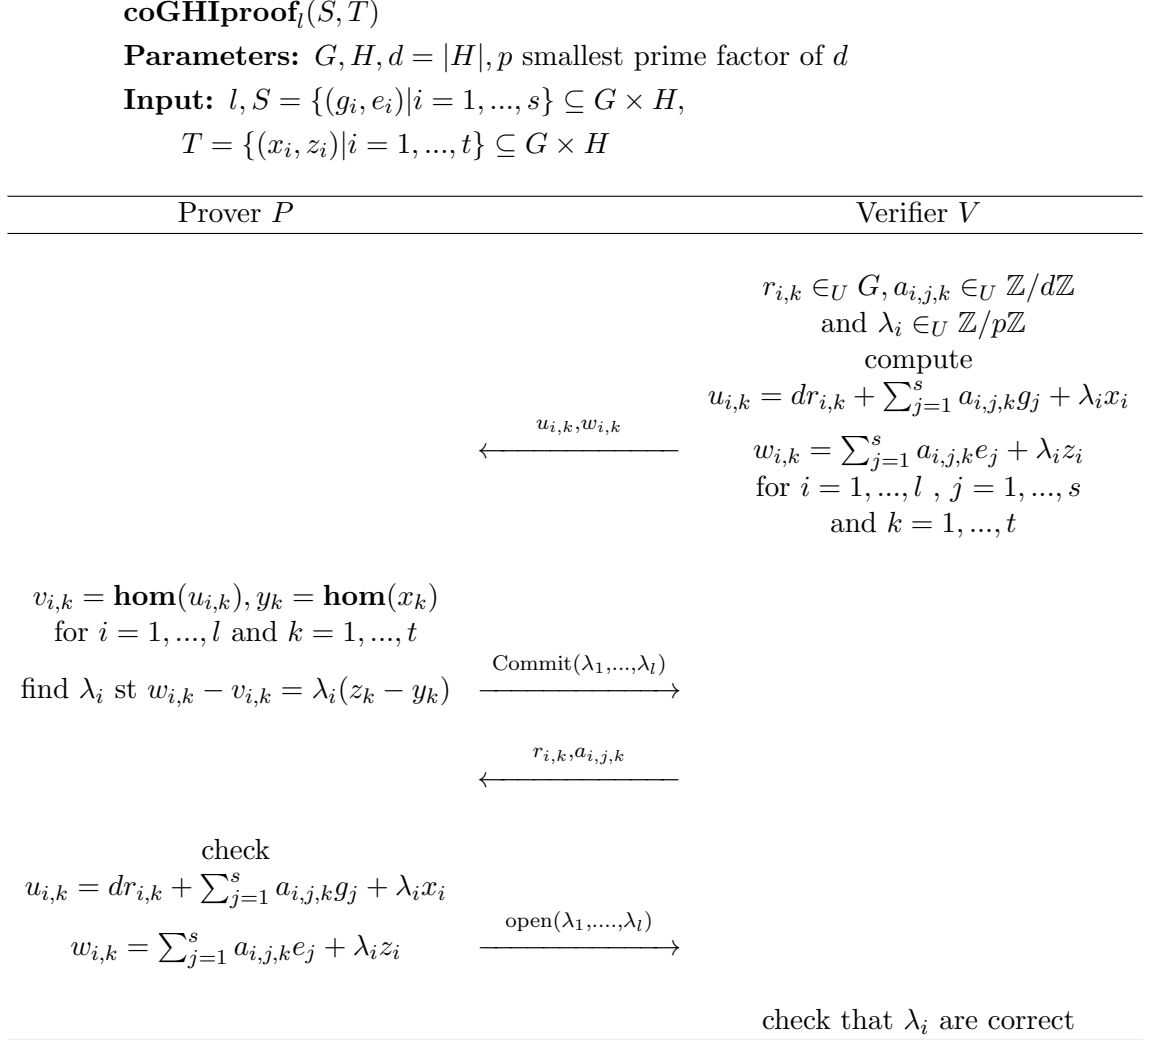 coGHIproof_l(S, T)
Parameters: G, H, d = |H|, p smallest prime factor of d
Input: l, S = {(g_i, e_i)|i = 1, ..., s} ⊆ G × H,
T = {(x_i, z_i)|i = 1, ..., t} ⊆ G × H
Prover P Verifier V
r_{i,k} ∈_U G, a_{i,j,k} ∈_U ℤ/dℤ
and λ_i ∈_U ℤ/pℤ
compute
u_{i,k} = dr_{i,k} + ∑_{j=1}^{s} a_{i,j,k}g_j + λ_i x_i
u_{i,k},w_{i,k}
←
w_{i,k} = ∑_{j=1}^{s} a_{i,j,k}e_j + λ_i z_i
for i = 1, ..., l , j = 1, ..., s
and k = 1, ..., t
v_{i,k} = hom(u_{i,k}), y_k = hom(x_k)
for i = 1, ..., l and k = 1, ..., t
Commit(λ_1,...,λ_l)
find λ_i st w_{i,k} − v_{i,k} = λ_i(z_k − y_k) →
r_{i,k},a_{i,j,k}
←
check
u_{i,k} = dr_{i,k} + ∑_{j=1}^{s} a_{i,j,k}g_j + λ_i x_i
open(λ_1,....,λ_l)
w_{i,k} = ∑_{j=1}^{s} a_{i,j,k}e_j + λ_i z_i →
check that λ_i are correct